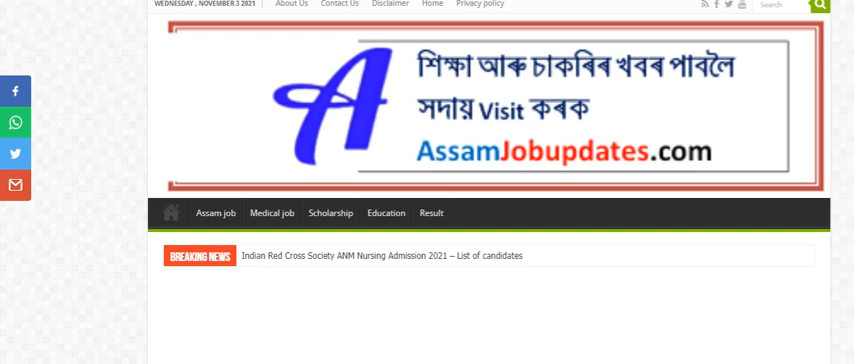 WEDNESDAY , NOVEMBER 3 2021 About Us Contact Us Disclaimer Home Privacy policy Search
A শিক্ষা আৰু চাকৰিৰ খবৰ পাবলৈ
সদায় Visit কৰক
AssamJobupdates.com
Assam job Medical job Scholarship Education Result
BREAKING NEWS Indian Red Cross Society ANM Nursing Admission 2021 – List of candidates